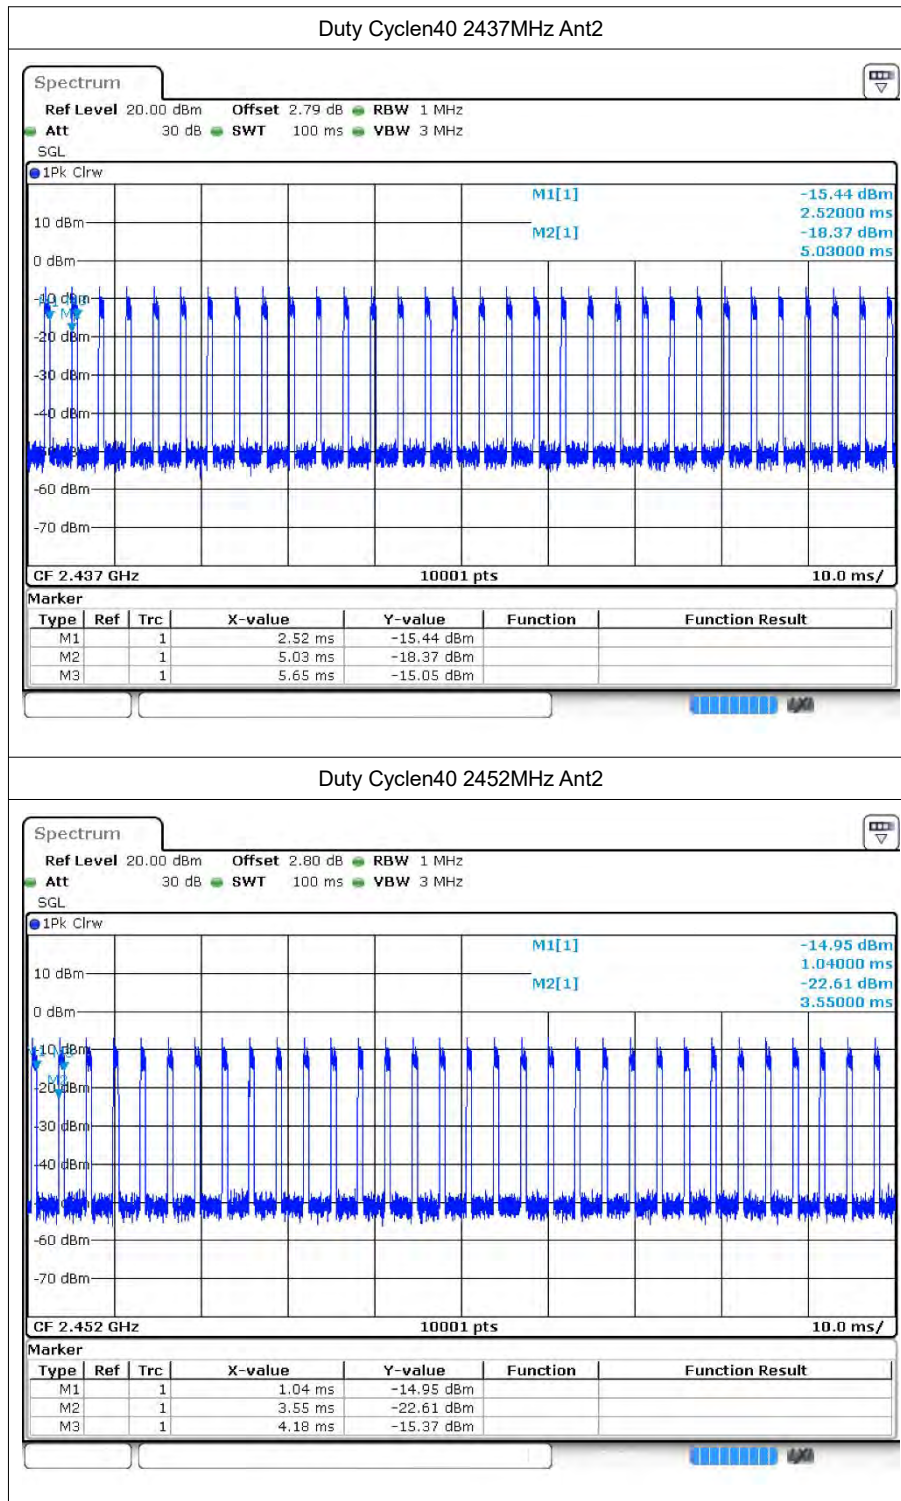 Duty Cyclen40 2437MHz Ant2
Spectrum
Ref Level 20.00 dBm Offset 2.79 dB RBW 1 MHz
Att 30 dB SWT 100 ms VBW 3 MHz
SGL
1Pk Clrw
M1[1] -15.44 dBm
2.52000 ms
10 dBm
M2[1] -18.37 dBm
5.03000 ms
0 dBm
-20 dBm
-30 dBm
-40 dBm
-60 dBm
-70 dBm
CF 2.437 GHz 10001 pts 10.0 ms/
Marker
Type Ref Trc X-value Y-value Function Function Result
M1 1 2.52 ms -15.44 dBm
M2 1 5.03 ms -18.37 dBm
M3 1 5.65 ms -15.05 dBm
Duty Cyclen40 2452MHz Ant2
Spectrum
Ref Level 20.00 dBm Offset 2.80 dB RBW 1 MHz
Att 30 dB SWT 100 ms VBW 3 MHz
SGL
1Pk Clrw
M1[1] -14.95 dBm
1.04000 ms
10 dBm
M2[1] -22.61 dBm
3.55000 ms
0 dBm
-10 dBm
M2
-20 dBm
-30 dBm
-40 dBm
-60 dBm
-70 dBm
CF 2.452 GHz 10001 pts 10.0 ms/
Marker
Type Ref Trc X-value Y-value Function Function Result
M1 1 1.04 ms -14.95 dBm
M2 1 3.55 ms -22.61 dBm
M3 1 4.18 ms -15.37 dBm